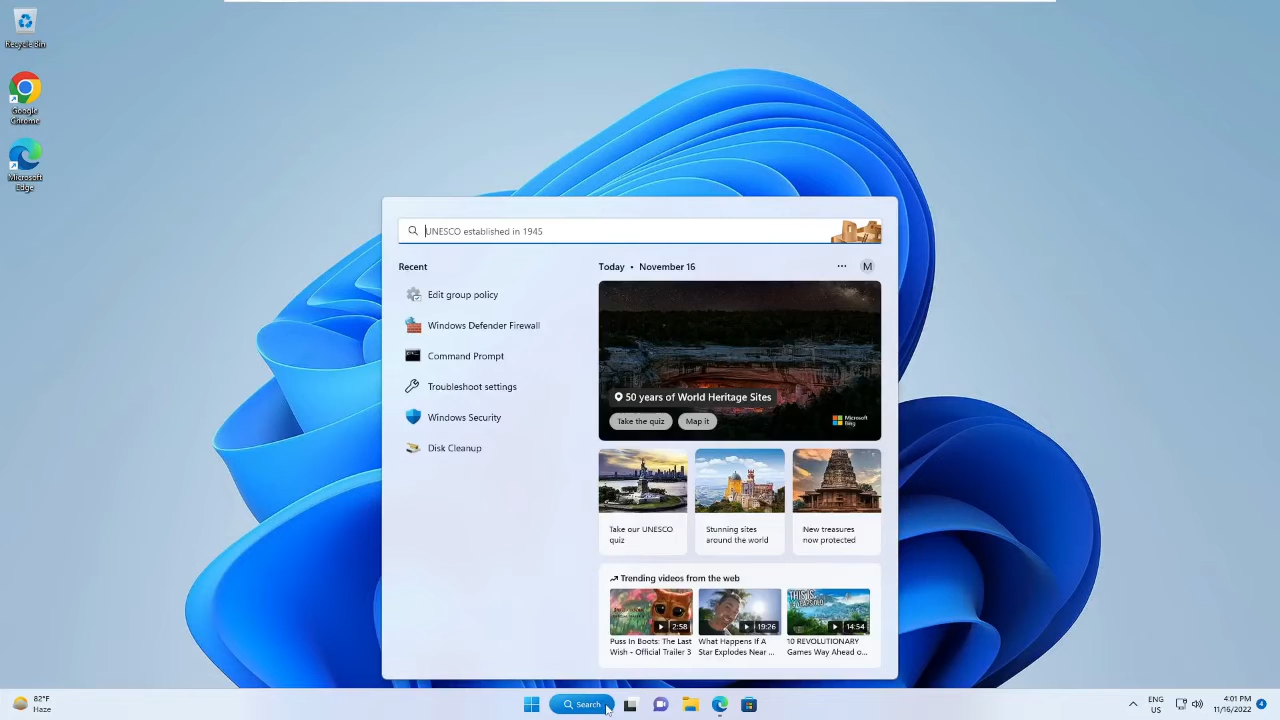 Recycle Bin
Google
Chrome
Microsoft
Edge
UNESCO established in 1945
Recent
Edit group policy
Windows Defender Firewall
Command Prompt
Troubleshoot settings
Windows Security
Disk Cleanup
Today • November 16
M
50 years of World Heritage Sites
Take the quiz
Map it
Microsoft
Bing
Take our UNESCO
quiz
Stunning sites
around the world
New treasures
now protected
Trending videos from the web
2:58
19:26
THIS IS
14:54
Puss In Boots: The Last
Wish - Official Trailer 3
What Happens If A
Star Explodes Near ...
10 REVOLUTIONARY
Games Way Ahead o...
82°F
Haze
Search
ENG
US
4:01 PM
11/16/2022
4